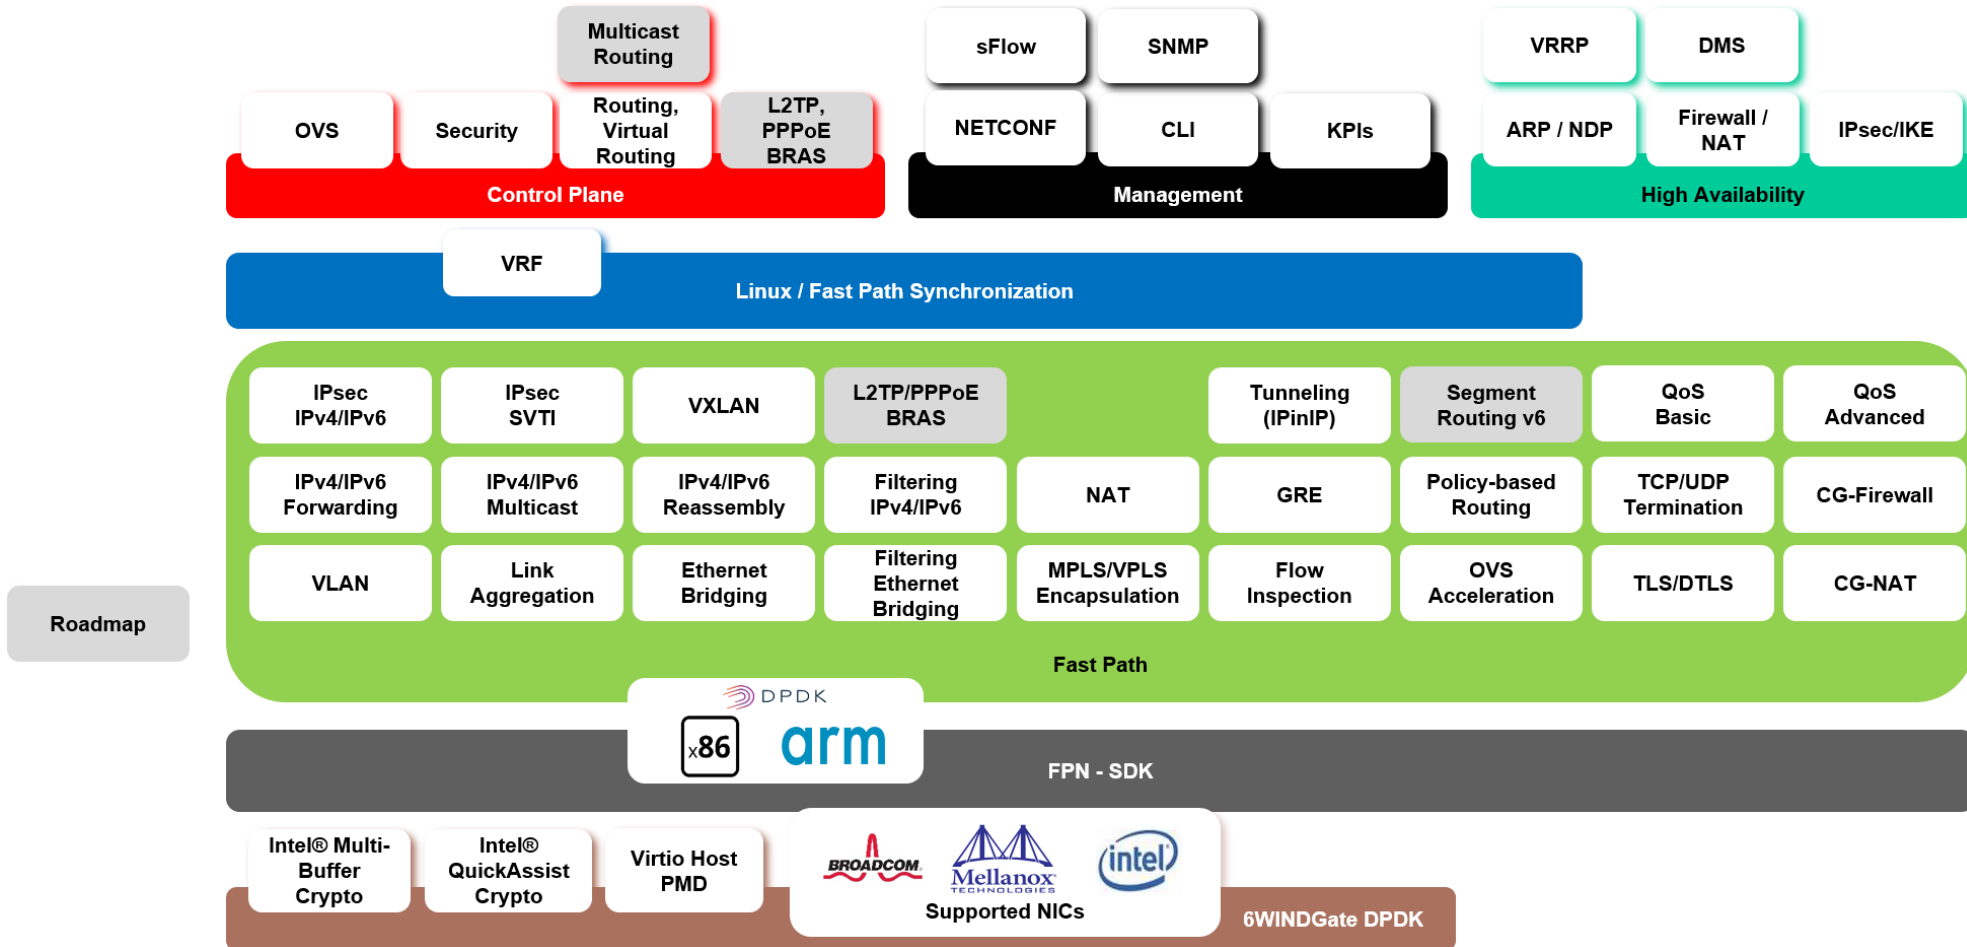 Multicast
Routing
sFlow
SNMP
VRRP
DMS
OVS
Security
Routing,
Virtual
Routing
L2TP,
PPPoE
BRAS
NETCONF
CLI
KPIs
ARP / NDP
Firewall /
NAT
IPsec/IKE
Control Plane
Management
High Availability
VRF
Linux / Fast Path Synchronization
IPsec
IPv4/IPv6
IPsec
SVTI
VXLAN
L2TP/PPPoE
BRAS
Tunneling
(IPinIP)
Segment
Routing v6
QoS
Basic
QoS
Advanced
IPv4/IPv6
Forwarding
IPv4/IPv6
Multicast
IPv4/IPv6
Reassembly
Filtering
IPv4/IPv6
NAT
GRE
Policy-based
Routing
TCP/UDP
Termination
CG-Firewall
VLAN
Link
Aggregation
Ethernet
Bridging
Filtering
Ethernet
Bridging
MPLS/VPLS
Encapsulation
Flow
Inspection
OVS
Acceleration
TLS/DTLS
CG-NAT
Roadmap
Fast Path
DPDK
x86
arm
FPN - SDK
Intel® Multi-
Buffer
Crypto
Intel®
QuickAssist
Crypto
Virtio Host
PMD
BROADCOM
Mellanox
TECHNOLOGIES
intel
Supported NICs
6WINDGate DPDK